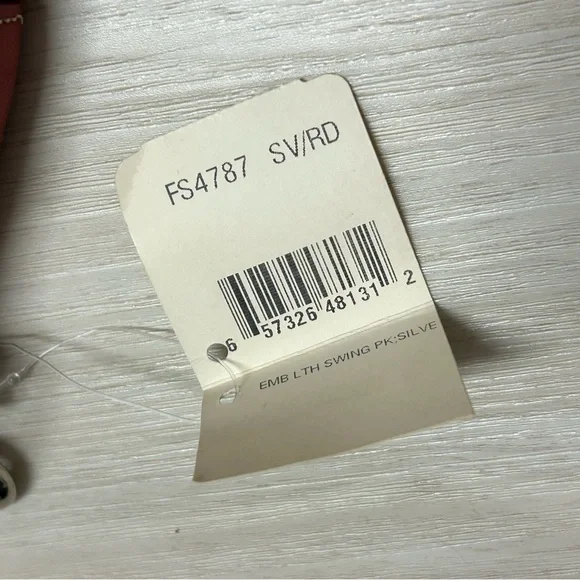 FS4787 SV/RD
6 57326 48131 2
EMB LTH SWING PK;SILVE